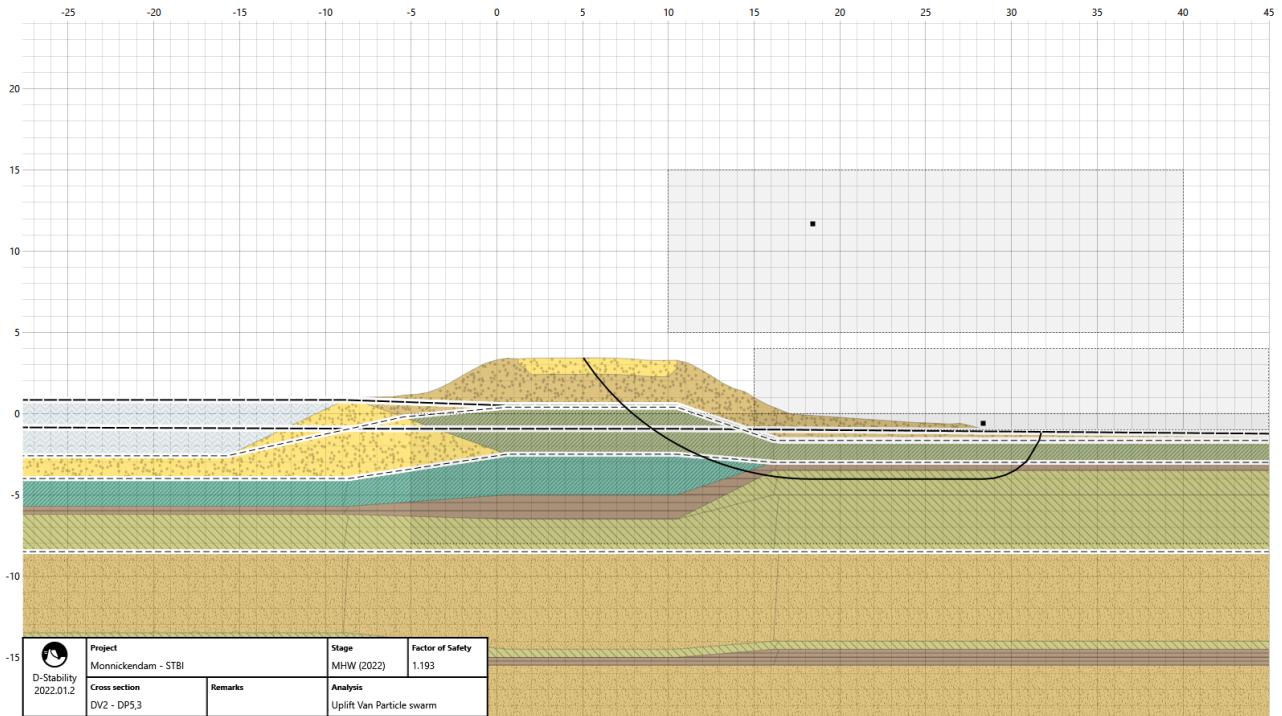 -25 -20 -15 -10 -5 0 5 10 15 20 25 30 35 40 45
20
15
10
5
0
-5
-10
-15
D-Stability
2022.01.2
Project
Monnickendam - STBI
Stage
MHW (2022)
Factor of Safety
1.193
Cross section
DV2 - DP5,3
Remarks
Analysis
Uplift Van Particle swarm